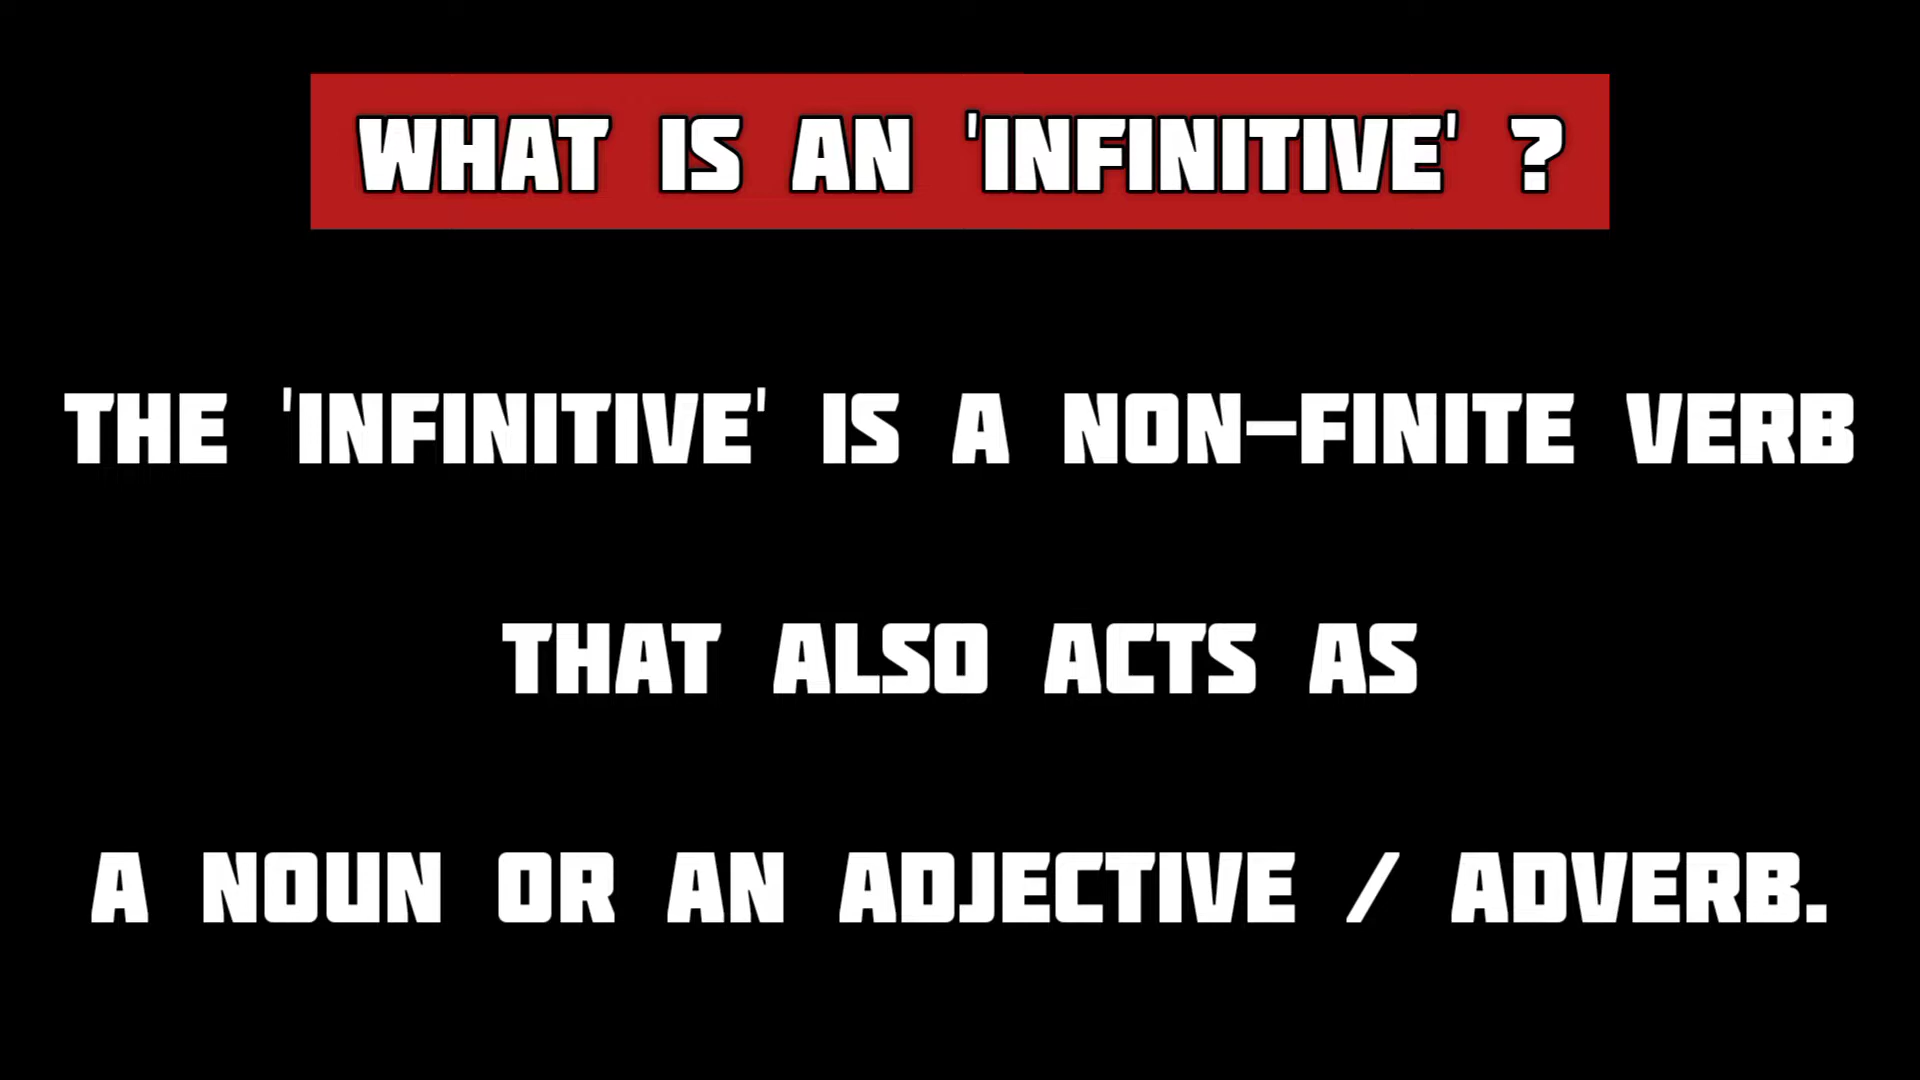 WHAT IS AN 'INFINITIVE' ?
THE 'INFINITIVE' IS A NON-FINITE VERB
THAT ALSO ACTS AS
A NOUN OR AN ADJECTIVE / ADVERB.